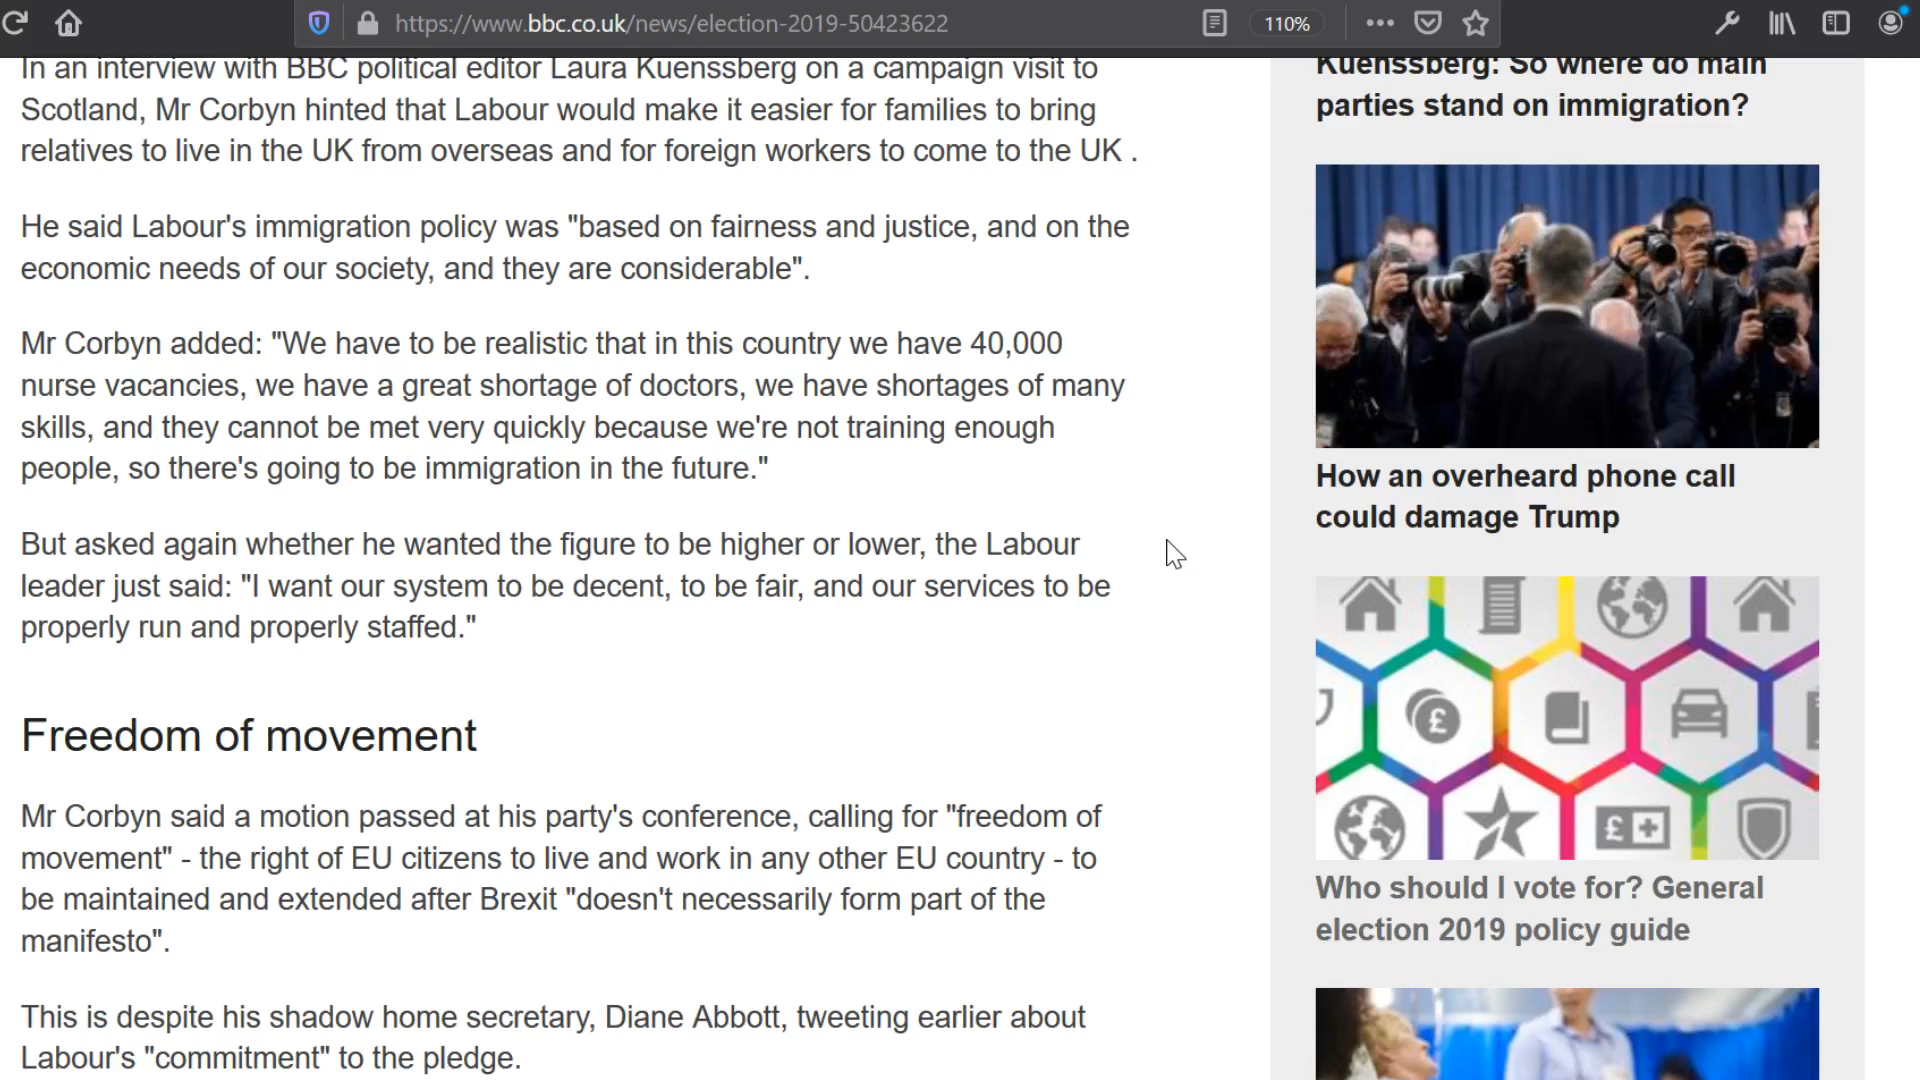 https://www.bbc.co.uk/news/election-2019-50423622
110%
In an interview with BBC political editor Laura Kuenssberg on a campaign visit to
Scotland, Mr Corbyn hinted that Labour would make it easier for families to bring
relatives to live in the UK from overseas and for foreign workers to come to the UK .
He said Labour's immigration policy was "based on fairness and justice, and on the
economic needs of our society, and they are considerable".
Mr Corbyn added: "We have to be realistic that in this country we have 40,000
nurse vacancies, we have a great shortage of doctors, we have shortages of many
skills, and they cannot be met very quickly because we're not training enough
people, so there's going to be immigration in the future."
But asked again whether he wanted the figure to be higher or lower, the Labour
leader just said: "I want our system to be decent, to be fair, and our services to be
properly run and properly staffed."
Freedom of movement
Mr Corbyn said a motion passed at his party's conference, calling for "freedom of
movement" - the right of EU citizens to live and work in any other EU country - to
be maintained and extended after Brexit "doesn't necessarily form part of the
manifesto".
This is despite his shadow home secretary, Diane Abbott, tweeting earlier about
Labour's "commitment" to the pledge.
Kuenssberg: So where do main
parties stand on immigration?
How an overheard phone call
could damage Trump
£
£
Who should I vote for? General
election 2019 policy guide